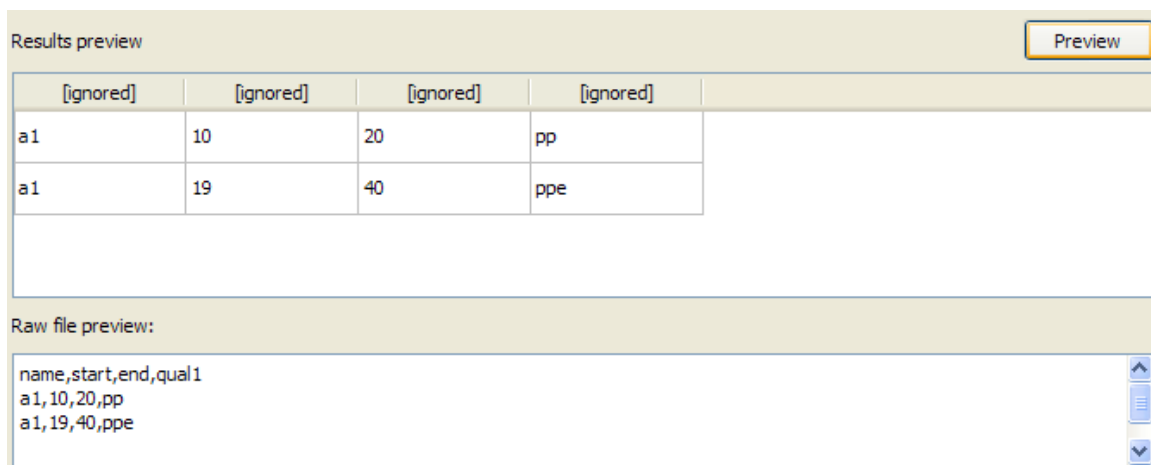 Results preview Preview
[ignored] [ignored] [ignored] [ignored]
a1 10 20 pp
a1 19 40 ppe
Raw file preview:
name,start,end,qual1
a1,10,20,pp
a1,19,40,ppe